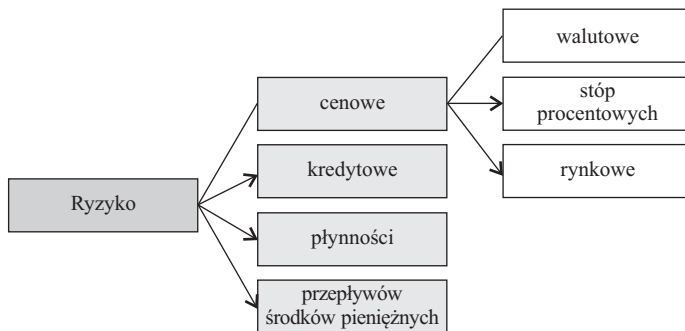 walutowe
cenowe
stóp
procentowych
kredytowe
rynkowe
Ryzyko
płynności
przepływów
środków pieniężnych